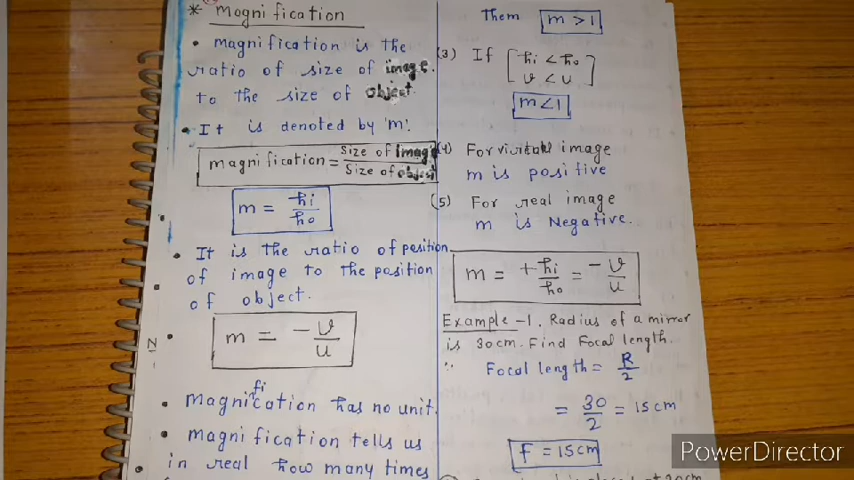 * Magnification
• magnification is the
ratio of size of image.
to the size of object.
• It is denoted by 'm'.
magnification = Size of image / Size of object
m = hi / ho
• It is the ratio of position
of image to the position
of object.
• m = - v / u
• Magnification has no unit.
• magnification tells us
in real how many times
Them m > 1
(3) If [ hi < ho
v < u ]
m < 1
(4) For virtual image
m is positive
(5) For real image
m is Negative.
m = + hi / ho = - v / u
Example -1. Radius of a mirror
is 30cm. Find Focal length.
∵ Focal length = R / 2
= 30 / 2 = 15 cm
f = 15cm
PowerDirector